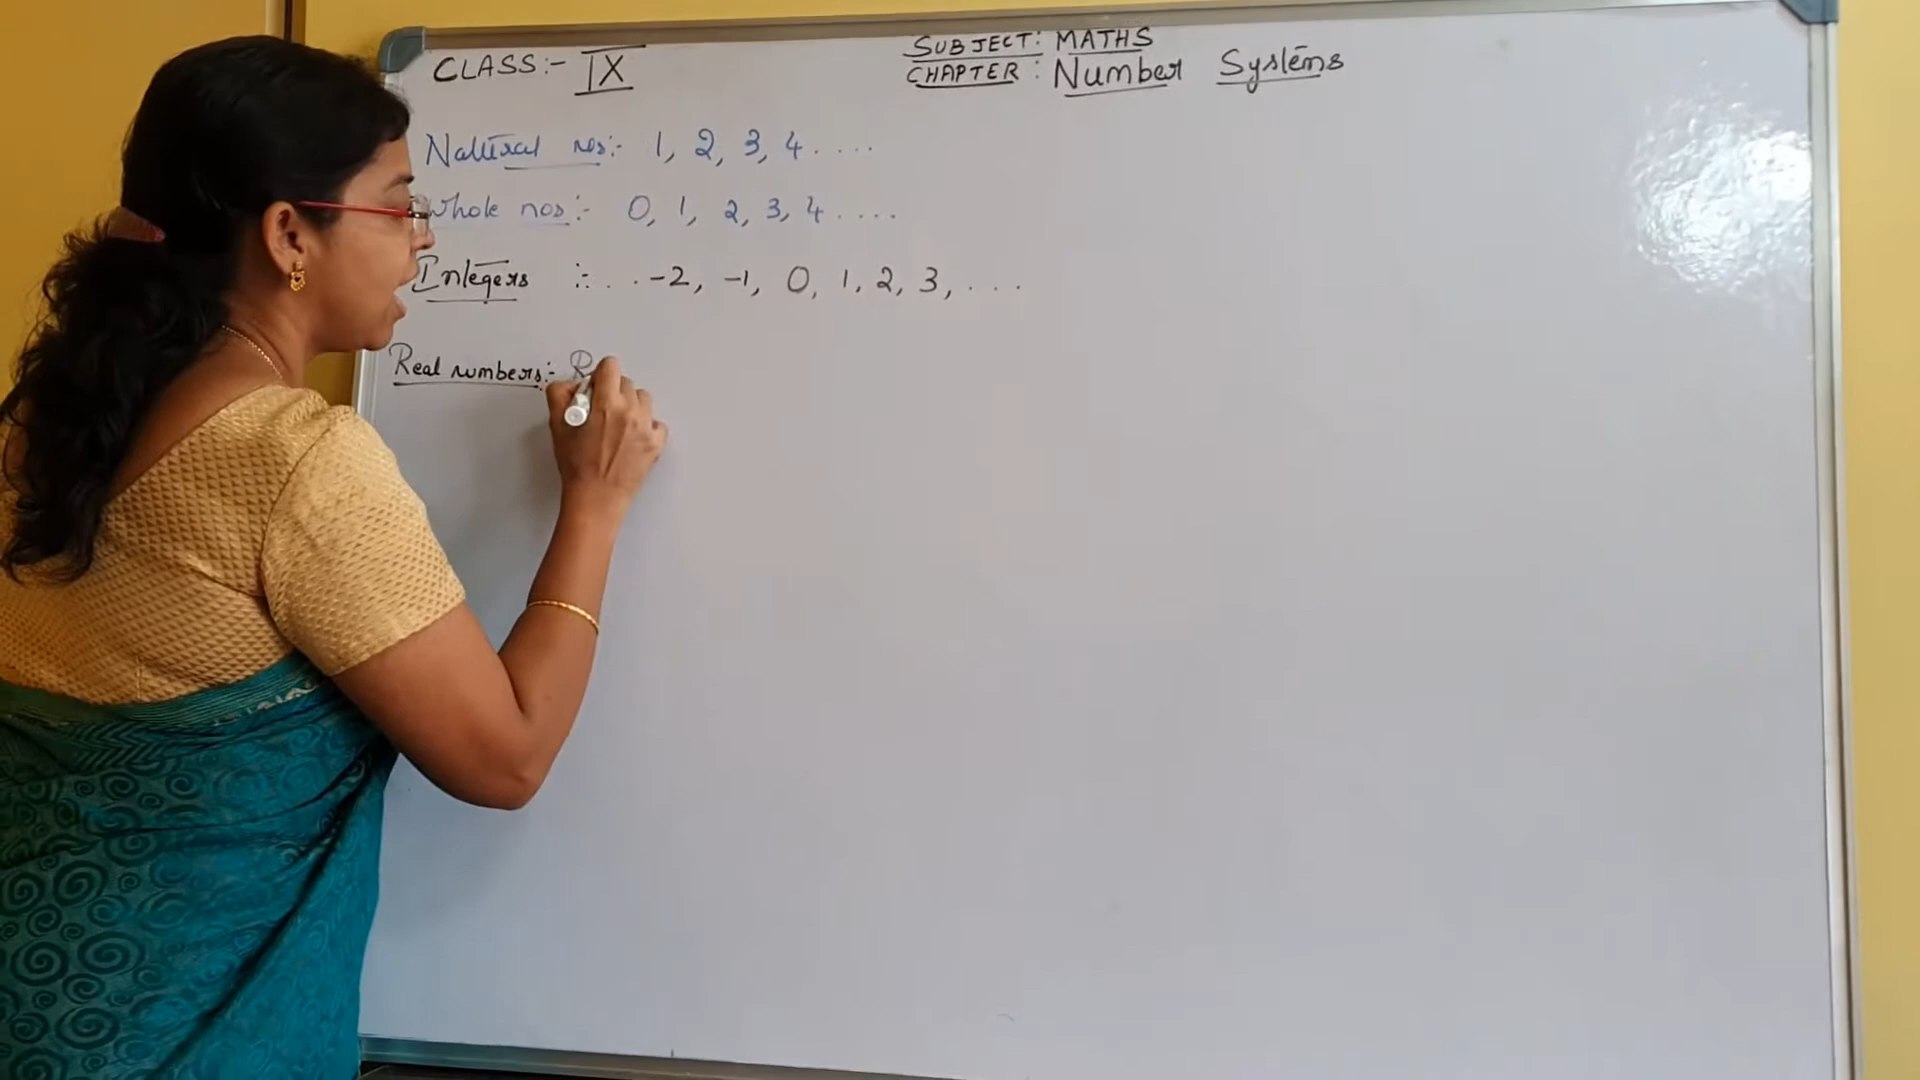 CLASS:- IX
SUBJECT: MATHS
CHAPTER: Number Systems
Natural nos:- 1, 2, 3, 4 ....
Whole nos:- 0, 1, 2, 3, 4 ....
Integers :- .. -2, -1, 0, 1, 2, 3, ...
Real numbers:- R